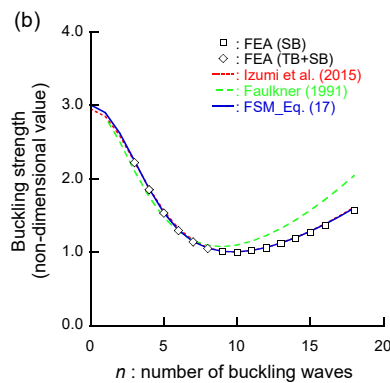 (b)
4.0
3.0
2.0
1.0
0.0
Buckling strength
(non-dimensional value)
: FEA (SB)
: FEA (TB+SB)
: Izumi et al. (2015)
: Faulkner (1991)
: FSM_Eq. (17)
0 5 10 15 20
n : number of buckling waves